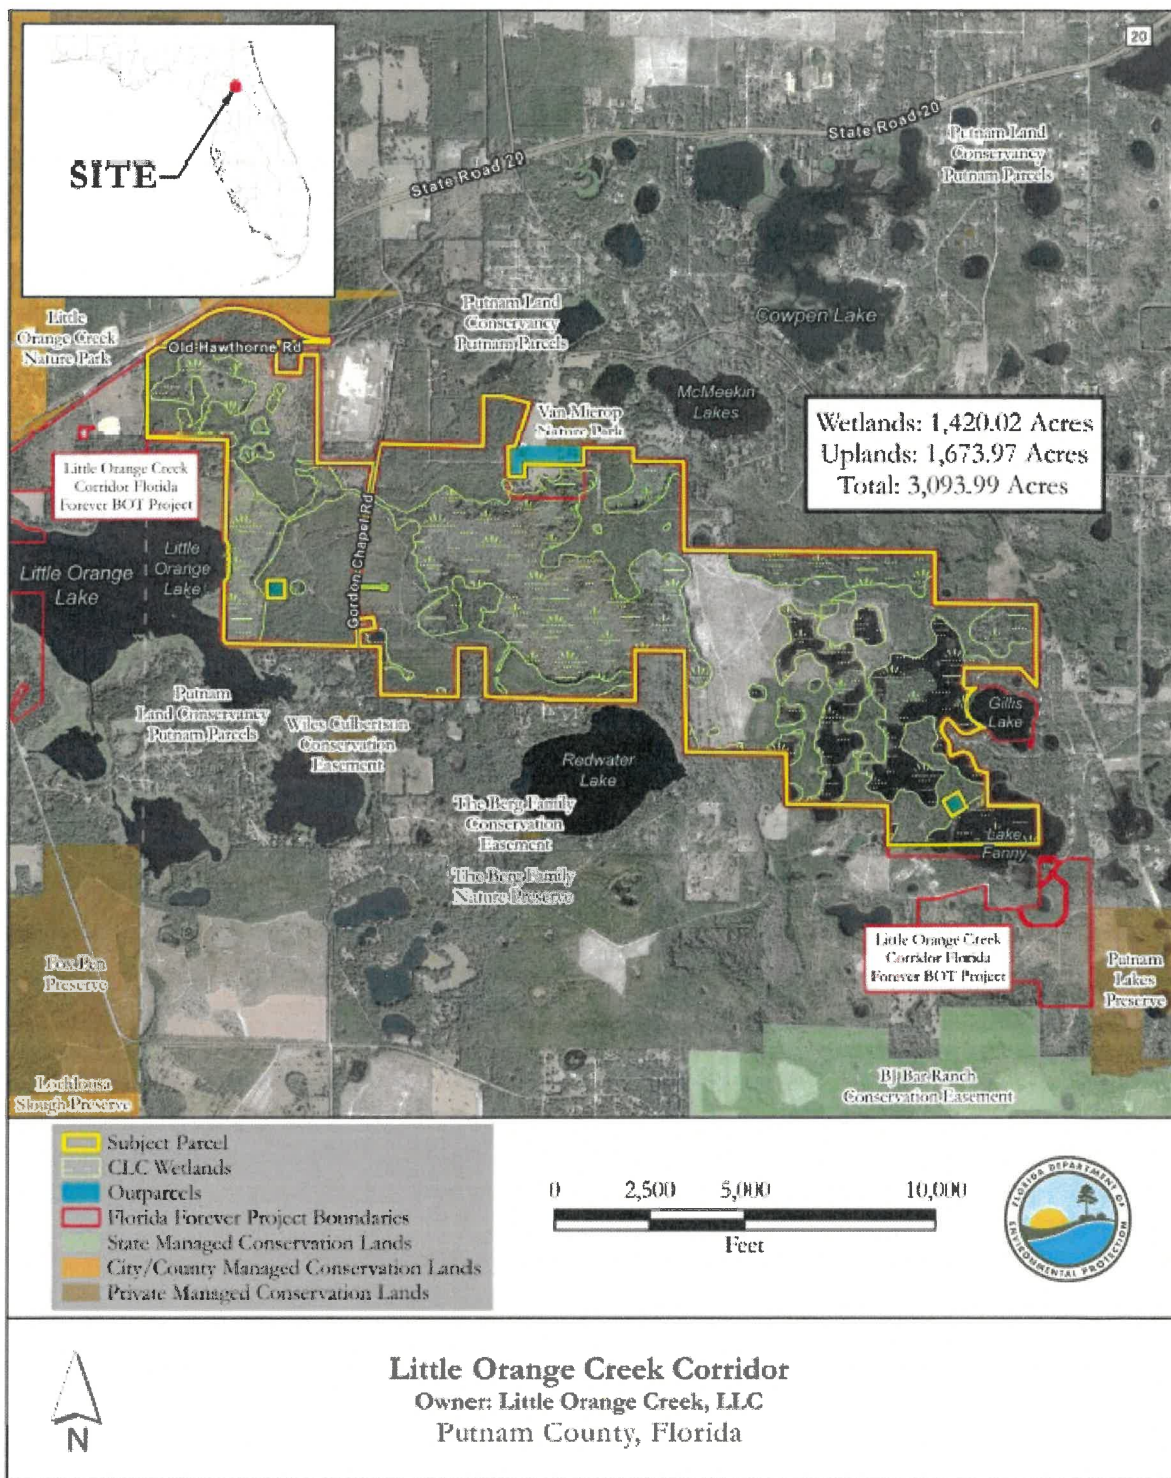 SITE
20
State Road 20
State Road 20
Putnam Land
Conservancy
Putnam Parcels
Little
Orange Creek
Nature Park
Old Hawthorne Rd
Putnam Land
Conservancy
Putnam Parcels
Cowpen Lake
McMeekin
Lakes
Van Mierop
Nature Park
Wetlands: 1,420.02 Acres
Uplands: 1,673.97 Acres
Total: 3,093.99 Acres
Little Orange Creek
Corridor Florida
Forever BOT Project
Gordon Chapel Rd
Little Orange
Lake
Little
Orange
Lake
Putnam
Land Conservancy
Putnam Parcels
Wiles Culbertson
Conservation
Easement
Redwater
Lake
Gillis
Lake
The Berg Family
Conservation
Easement
Lake
Fanny
The Berg Family
Nature Preserve
Little Orange Creek
Corridor Florida
Forever BOT Project
Fox Pen
Preserve
Putnam
Lakes
Preserve
Lochloosa
Slough Preserve
BJ Bar Ranch
Conservation Easement
Subject Parcel
CLC Wetlands
Outparcels
Florida Forever Project Boundaries
State Managed Conservation Lands
City/County Managed Conservation Lands
Private Managed Conservation Lands
0 2,500 5,000 10,000
Feet
FLORIDA DEPARTMENT OF
ENVIRONMENTAL PROTECTION
N
Little Orange Creek Corridor
Owner: Little Orange Creek, LLC
Putnam County, Florida